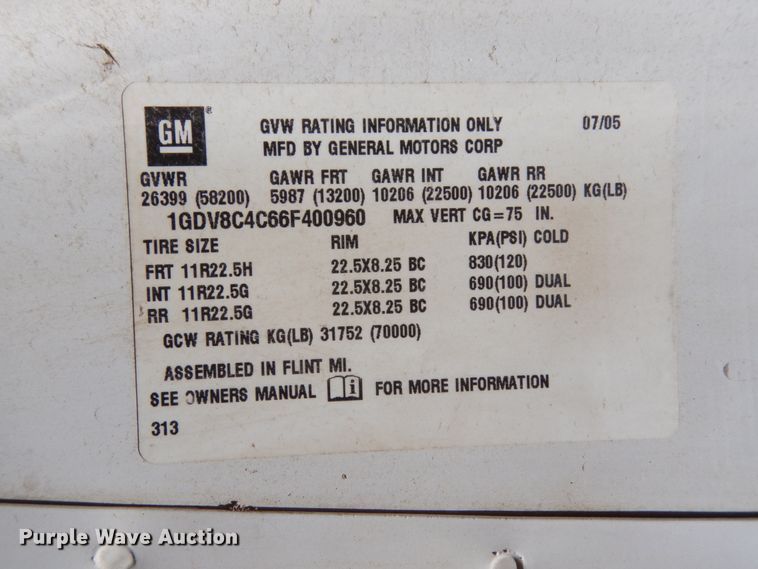 GM ® GVW RATING INFORMATION ONLY 07/05
MFD BY GENERAL MOTORS CORP
GVWR GAWR FRT GAWR INT GAWR RR
26399 (58200) 5987 (13200) 10206 (22500) 10206 (22500) KG(LB)
1GDV8C4C66F400960 MAX VERT CG=75 IN.
TIRE SIZE RIM KPA(PSI) COLD
FRT 11R22.5H 22.5X8.25 BC 830(120)
INT 11R22.5G 22.5X8.25 BC 690(100) DUAL
RR 11R22.5G 22.5X8.25 BC 690(100) DUAL
GCW RATING KG(LB) 31752 (70000)
ASSEMBLED IN FLINT MI.
SEE OWNERS MANUAL i FOR MORE INFORMATION
313
Purple Wave Auction